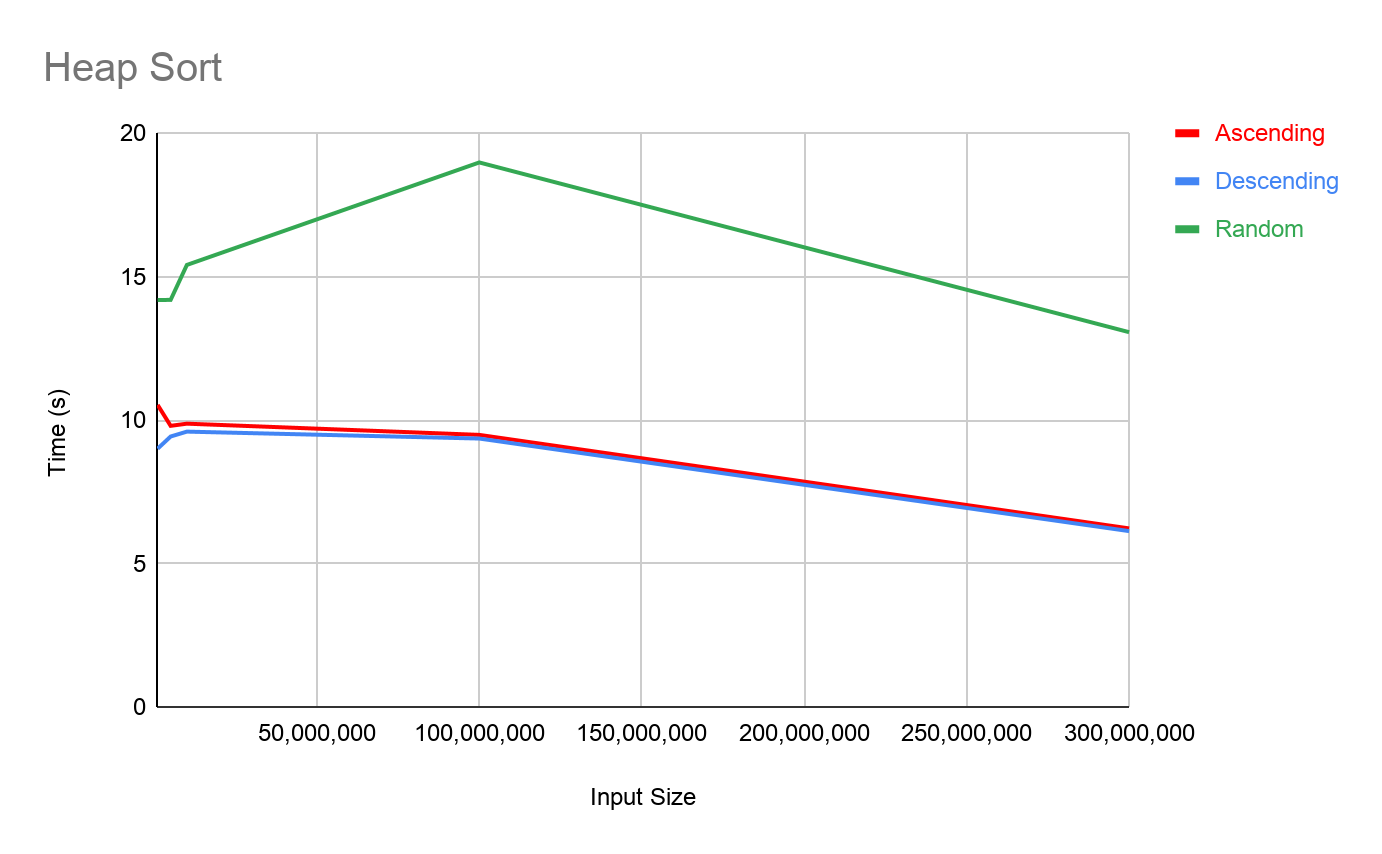 Heap Sort
Ascending
Descending
Random
20
15
10
5
0
Time (s)
50,000,000
100,000,000
150,000,000
200,000,000
250,000,000
300,000,000
Input Size